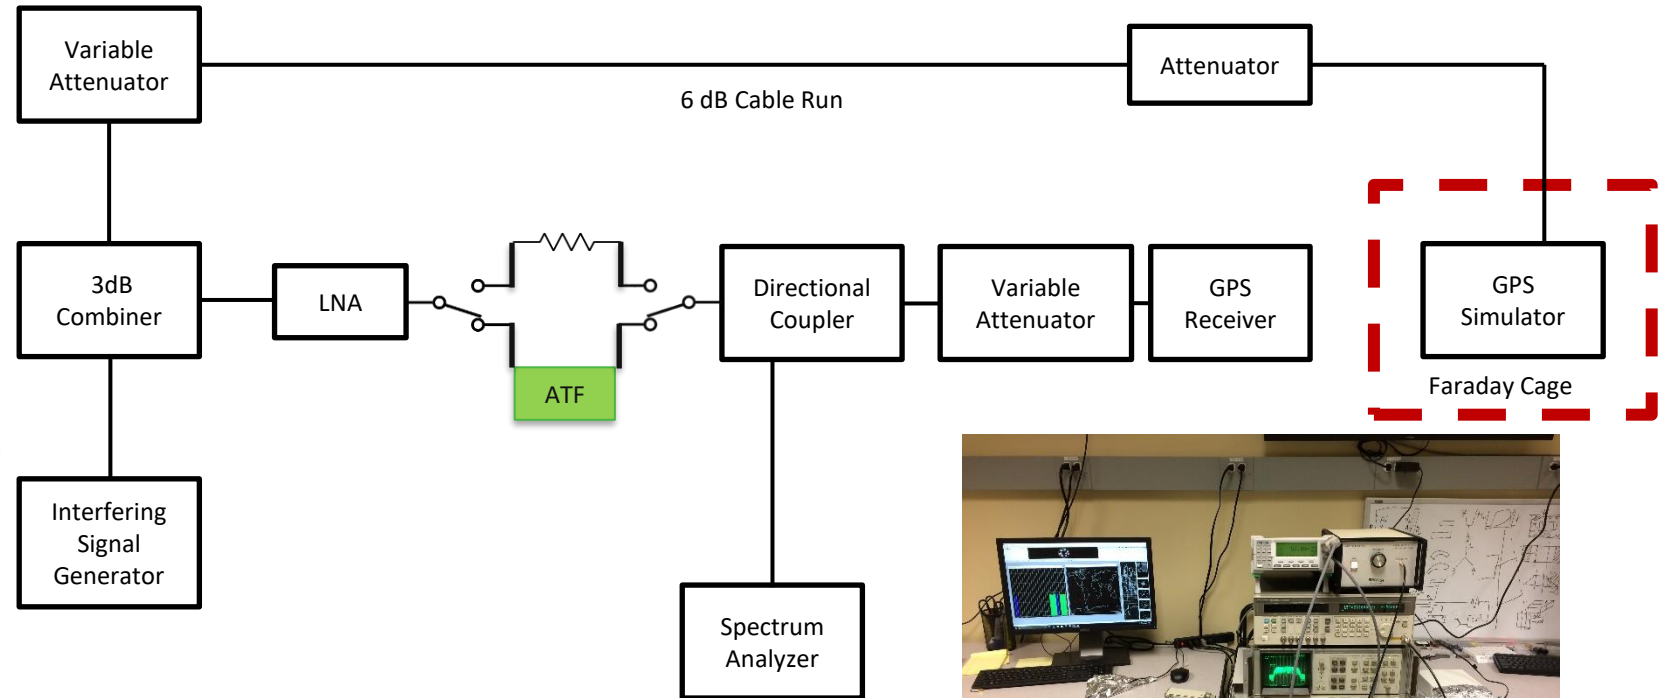 Variable
Attenuator
Attenuator
6 dB Cable Run
3dB
Combiner
LNA
ATF
Directional
Coupler
Variable
Attenuator
GPS
Receiver
GPS
Simulator
Faraday Cage
Interfering
Signal
Generator
Spectrum
Analyzer